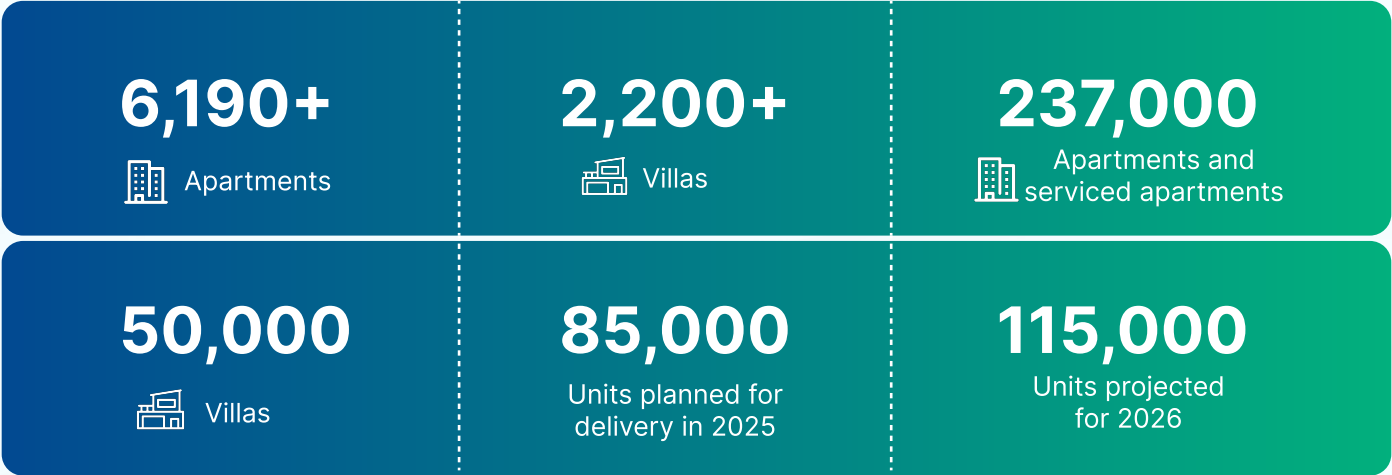 6,190+
Apartments
2,200+
Villas
237,000
Apartments and
serviced apartments
50,000
Villas
85,000
Units planned for
delivery in 2025
115,000
Units projected
for 2026